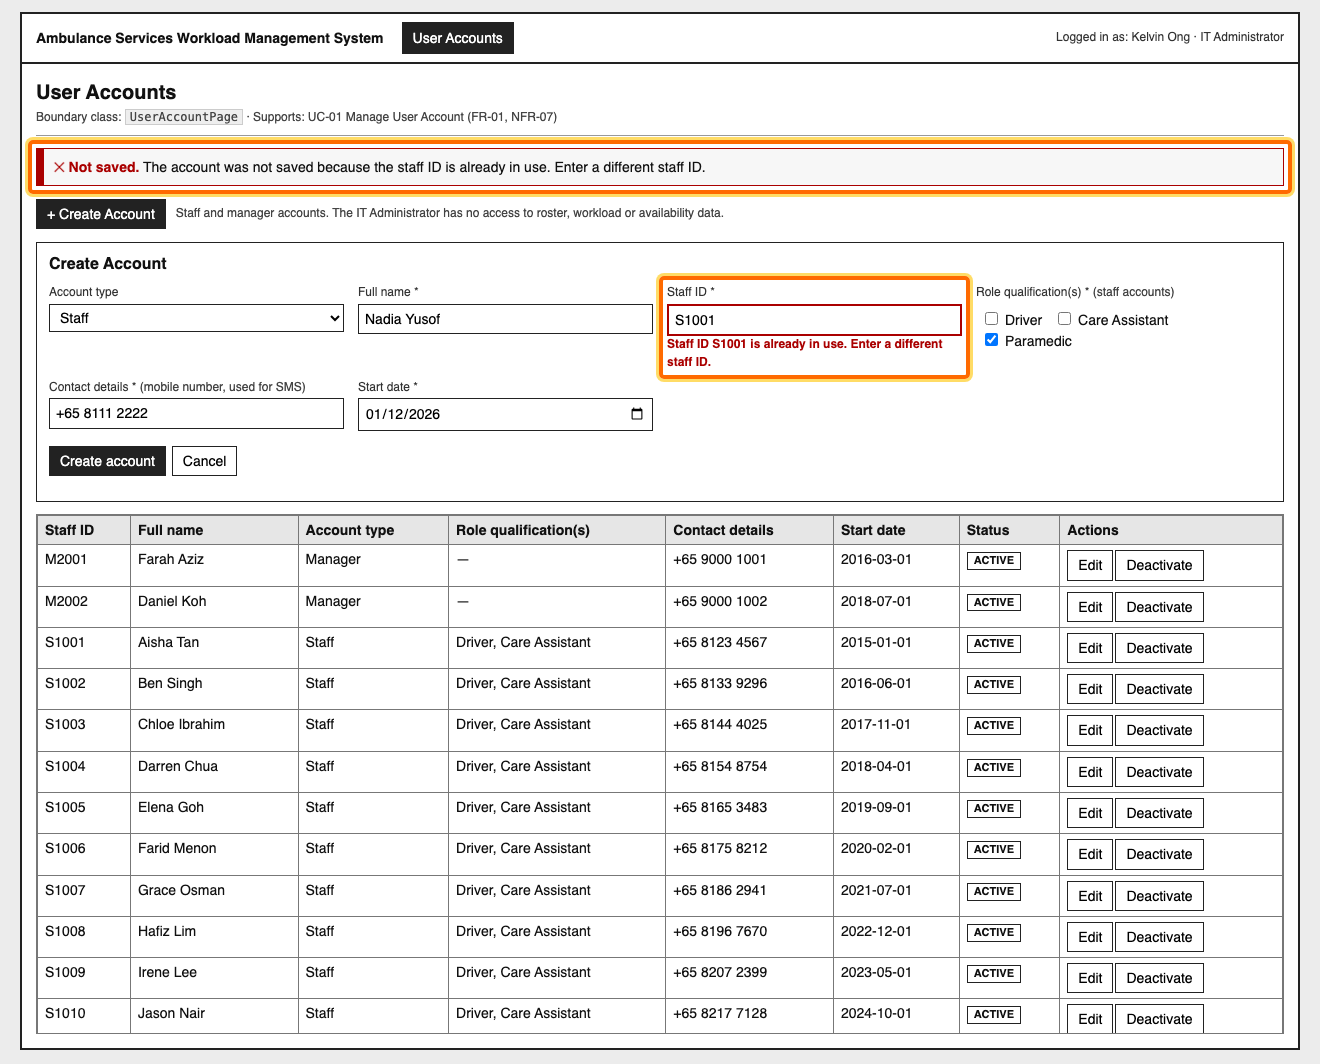 Ambulance Services Workload Management System User Accounts Logged in as: Kelvin Ong · IT Administrator
User Accounts
Boundary class: UserAccountPage · Supports: UC-01 Manage User Account (FR-01, NFR-07)
✕ Not saved. The account was not saved because the staff ID is already in use. Enter a different staff ID.
+ Create Account Staff and manager accounts. The IT Administrator has no access to roster, workload or availability data.
Create Account
Account type Full name * Staff ID * Role qualification(s) * (staff accounts)
Staff Nadia Yusof S1001 Driver Care Assistant
Paramedic
Staff ID S1001 is already in use. Enter a different
staff ID.
Contact details * (mobile number, used for SMS) Start date *
+65 8111 2222 01/12/2026
Create account Cancel
Staff ID Full name Account type Role qualification(s) Contact details Start date Status Actions
M2001 Farah Aziz Manager — +65 9000 1001 2016-03-01 ACTIVE Edit Deactivate
M2002 Daniel Koh Manager — +65 9000 1002 2018-07-01 ACTIVE Edit Deactivate
S1001 Aisha Tan Staff Driver, Care Assistant +65 8123 4567 2015-01-01 ACTIVE Edit Deactivate
S1002 Ben Singh Staff Driver, Care Assistant +65 8133 9296 2016-06-01 ACTIVE Edit Deactivate
S1003 Chloe Ibrahim Staff Driver, Care Assistant +65 8144 4025 2017-11-01 ACTIVE Edit Deactivate
S1004 Darren Chua Staff Driver, Care Assistant +65 8154 8754 2018-04-01 ACTIVE Edit Deactivate
S1005 Elena Goh Staff Driver, Care Assistant +65 8165 3483 2019-09-01 ACTIVE Edit Deactivate
S1006 Farid Menon Staff Driver, Care Assistant +65 8175 8212 2020-02-01 ACTIVE Edit Deactivate
S1007 Grace Osman Staff Driver, Care Assistant +65 8186 2941 2021-07-01 ACTIVE Edit Deactivate
S1008 Hafiz Lim Staff Driver, Care Assistant +65 8196 7670 2022-12-01 ACTIVE Edit Deactivate
S1009 Irene Lee Staff Driver, Care Assistant +65 8207 2399 2023-05-01 ACTIVE Edit Deactivate
S1010 Jason Nair Staff Driver, Care Assistant +65 8217 7128 2024-10-01 ACTIVE Edit Deactivate